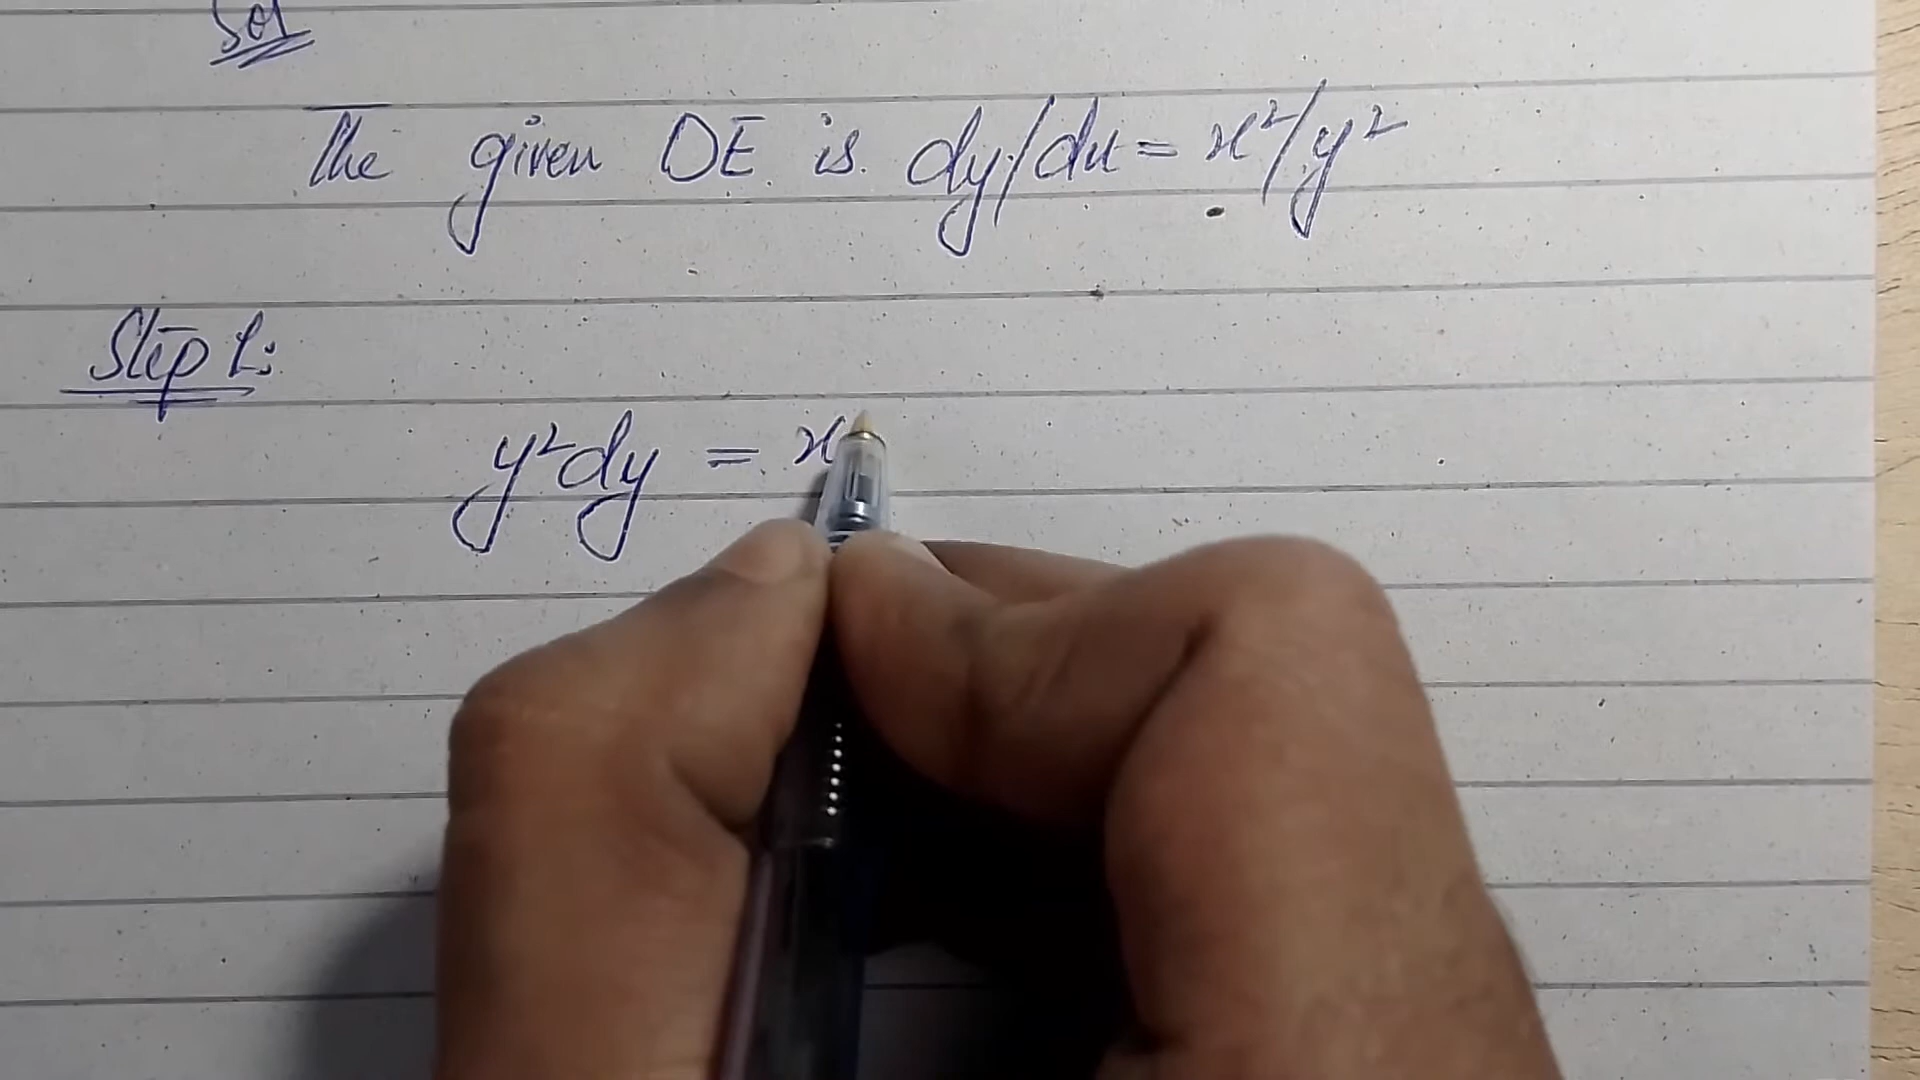 Sol
The given DE is dy/dx = x²/y²
Step 1:
y²dy = x